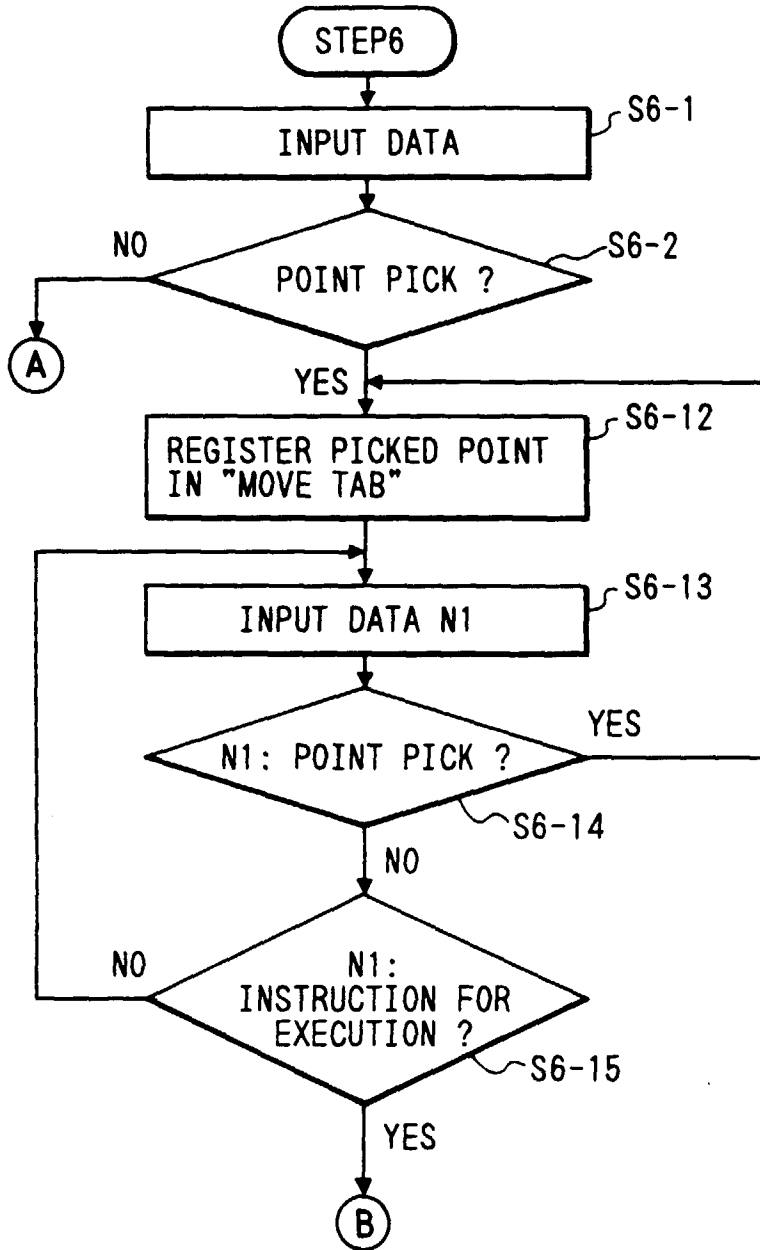 STEP6
INPUT DATA
S6-1
NO
POINT PICK ?
S6-2
A
YES
REGISTER PICKED POINT
IN "MOVE TAB"
S6-12
INPUT DATA N1
S6-13
N1: POINT PICK ?
YES
S6-14
NO
NO
N1:
INSTRUCTION FOR
EXECUTION ?
S6-15
YES
B